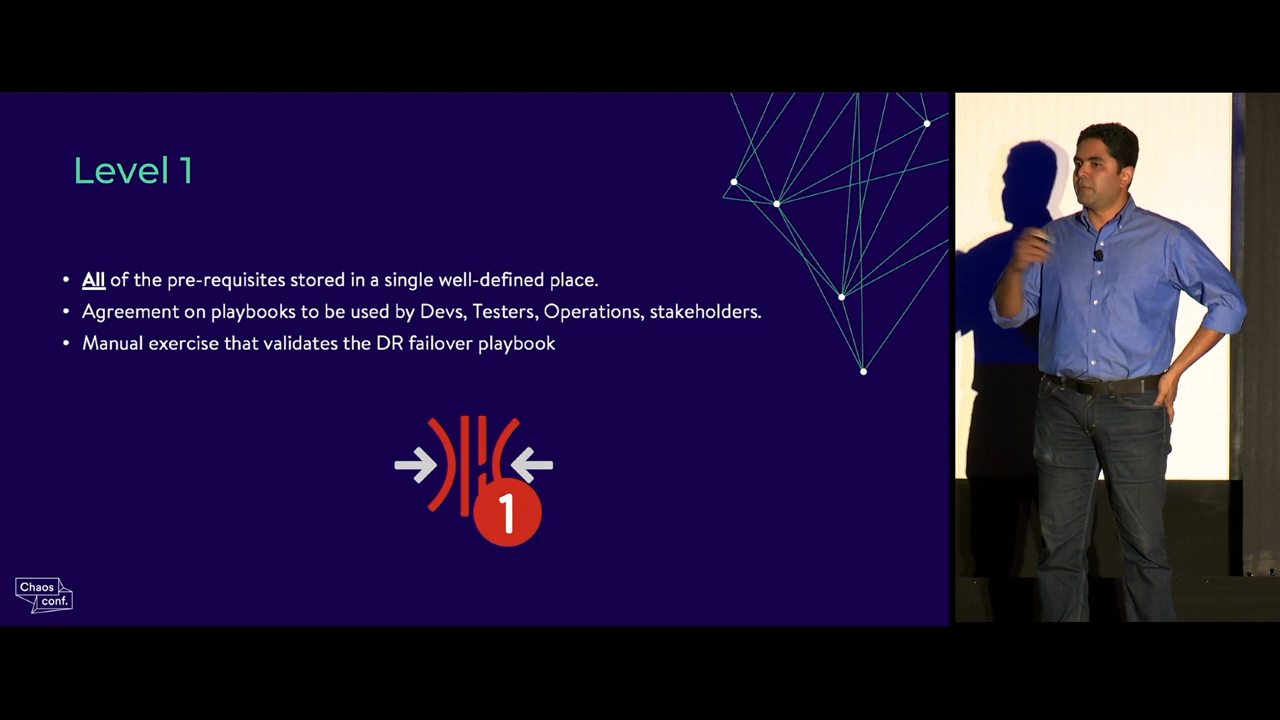 Level 1
• All of the pre-requisites stored in a single well-defined place.
• Agreement on playbooks to be used by Devs, Testers, Operations, stakeholders.
• Manual exercise that validates the DR failover playbook
1
Chaos
conf.